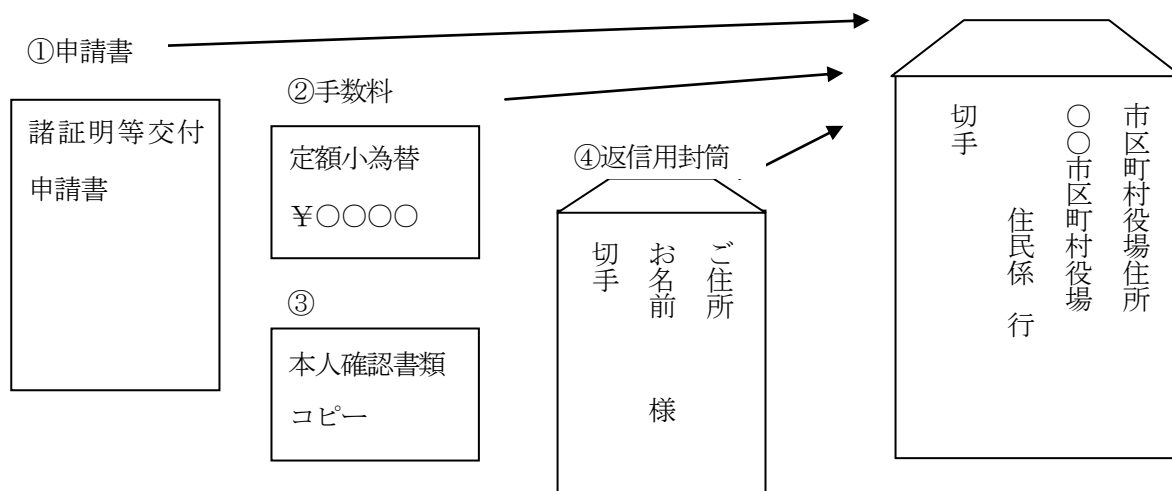 ①申請書
諸証明等交付
申請書
②手数料
定額小為替
￥○○○○
③
本人確認書類
コピー
④返信用封筒
ご住所
お名前　様
切手
市区町村役場住所
○○市区町村役場
住民係　行
切手